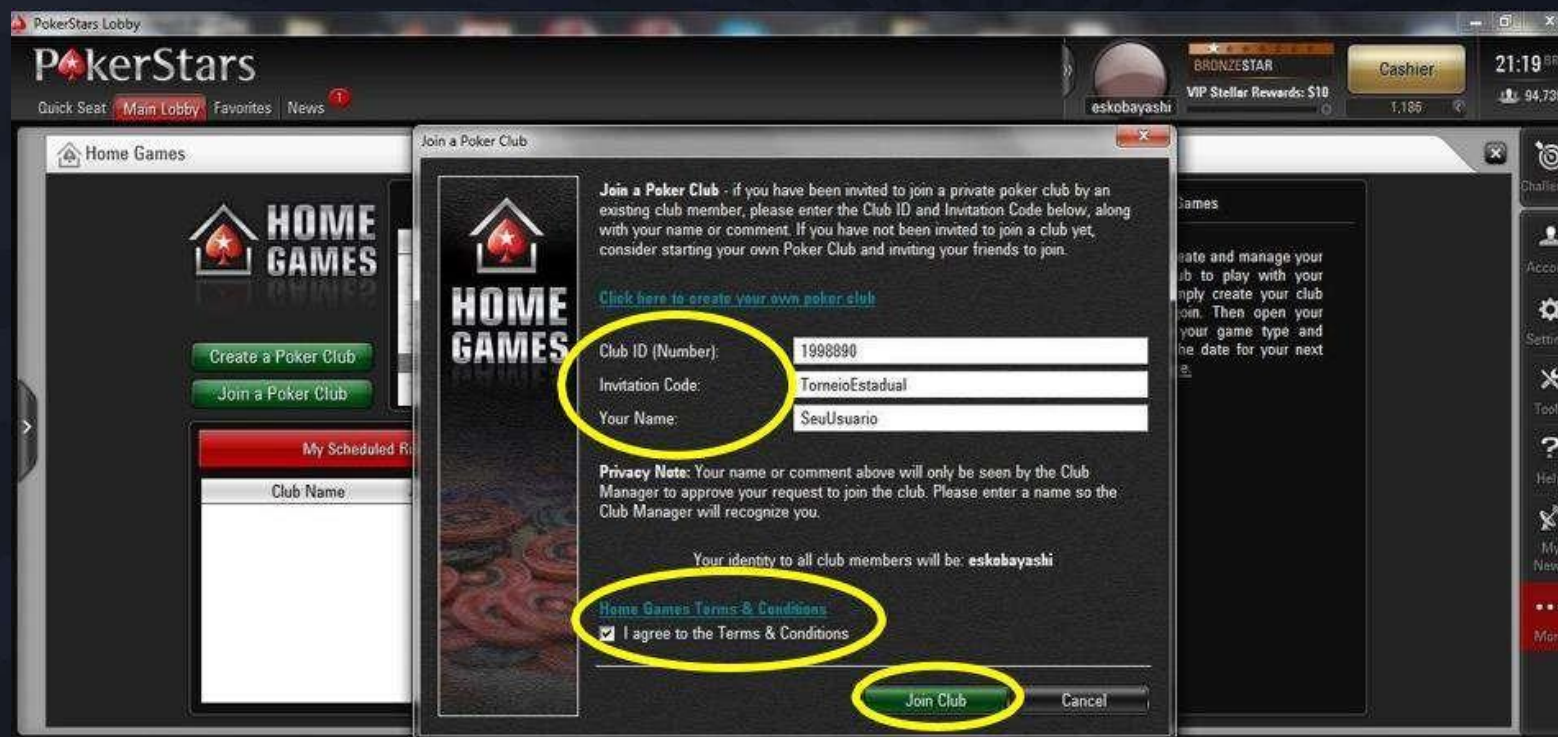 PokerStars Lobby
PokerStars
Quick Seat Main Lobby Favorites News 1
eskobayashi
BRONZESTAR
VIP Stellar Rewards: $10
Cashier
1,186
21:19
Home Games
HOME
GAMES
Create a Poker Club
Join a Poker Club
My Scheduled
Club Name
Join a Poker Club
HOME
GAMES
Join a Poker Club - if you have been invited to join a private poker club by an
existing club member, please enter the Club ID and Invitation Code below, along
with your name or comment. If you have not been invited to join a club yet,
consider starting your own Poker Club and inviting your friends to join.
Click here to create your own poker club
Club ID (Number): 1998890
Invitation Code: TorneioEstadual
Your Name: SeuUsuario
Privacy Note: Your name or comment above will only be seen by the Club
Manager to approve your request to join the club. Please enter a name so the
Club Manager will recognize you.
Your identity to all club members will be: eskobayashi
Home Games Terms & Conditions
I agree to the Terms & Conditions
Join Club Cancel
Games
and manage your
to play with your
create your club
Then open your
your game type and
date for your next